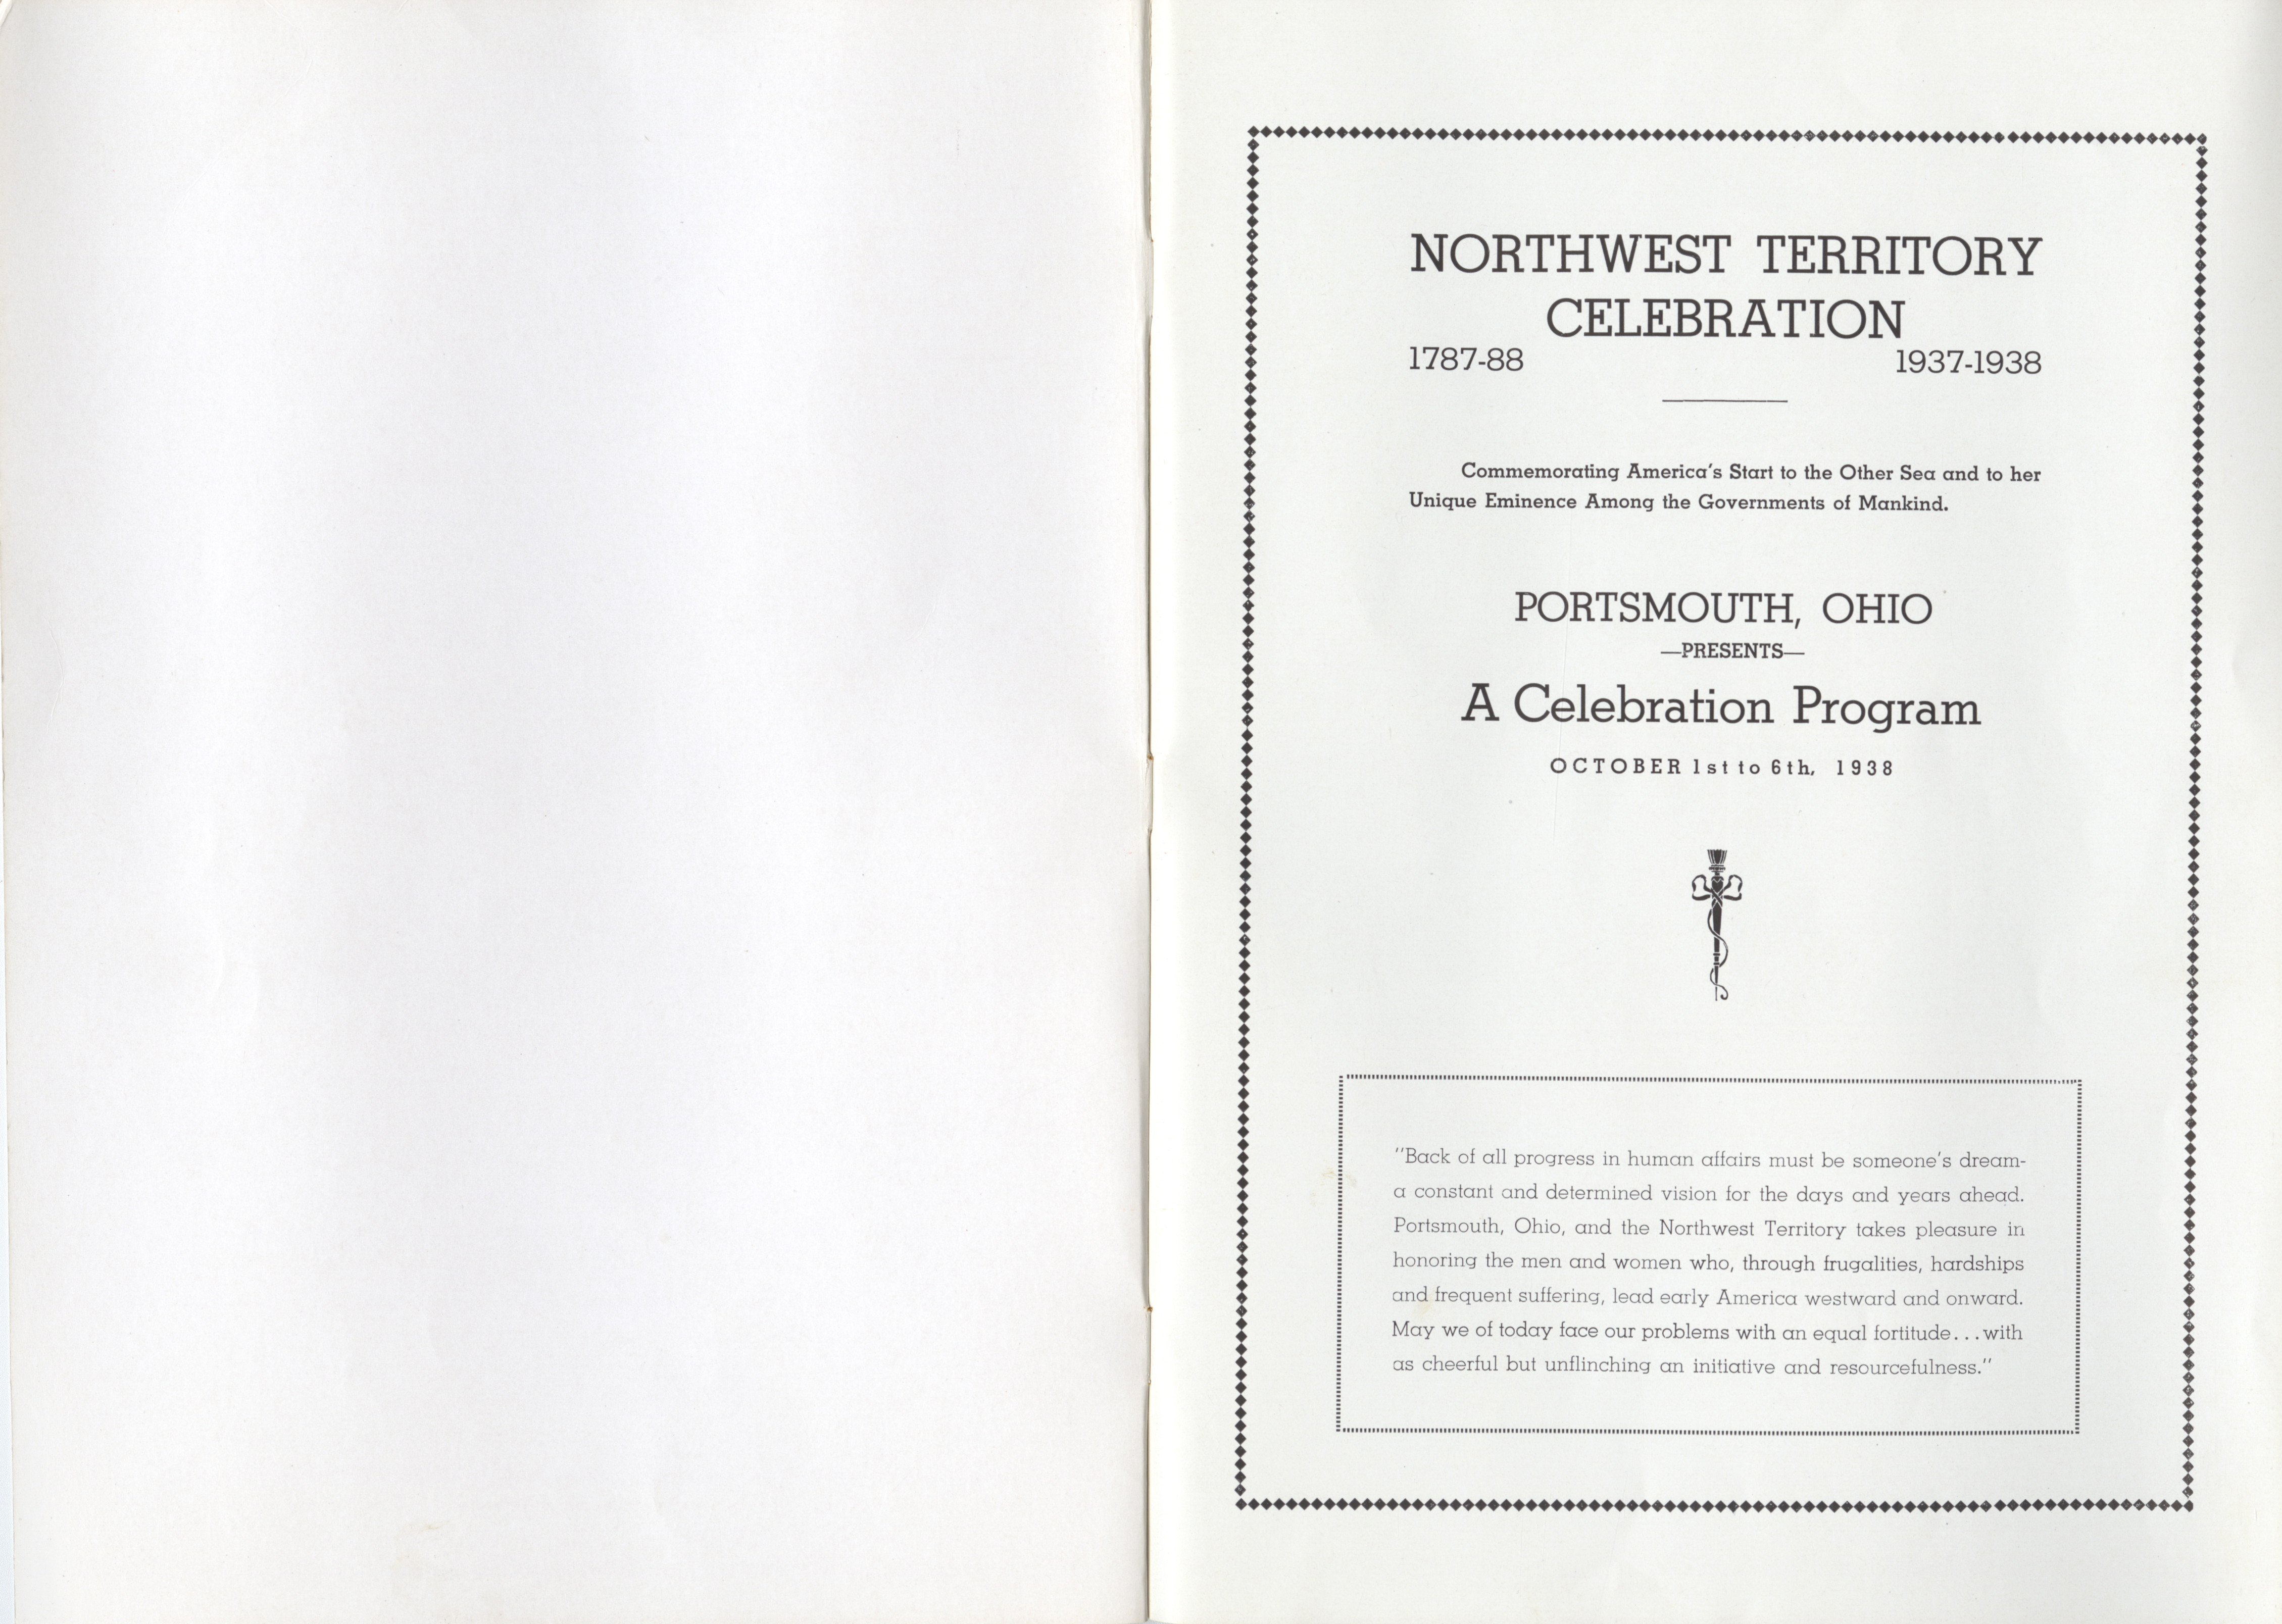 NORTHWEST TERRITORY
CELEBRATION
1787-88 1937-1938
Commemorating America's Start to the Other Sea and to her
Unique Eminence Among the Governments of Mankind.
PORTSMOUTH, OHIO
—PRESENTS—
A Celebration Program
OCTOBER 1st to 6th, 1938
"Back of all progress in human affairs must be someone's dream-
a constant and determined vision for the days and years ahead.
Portsmouth, Ohio, and the Northwest Territory takes pleasure in
honoring the men and women who, through frugalities, hardships
and frequent suffering, lead early America westward and onward.
May we of today face our problems with an equal fortitude...with
as cheerful but unflinching an initiative and resourcefulness."